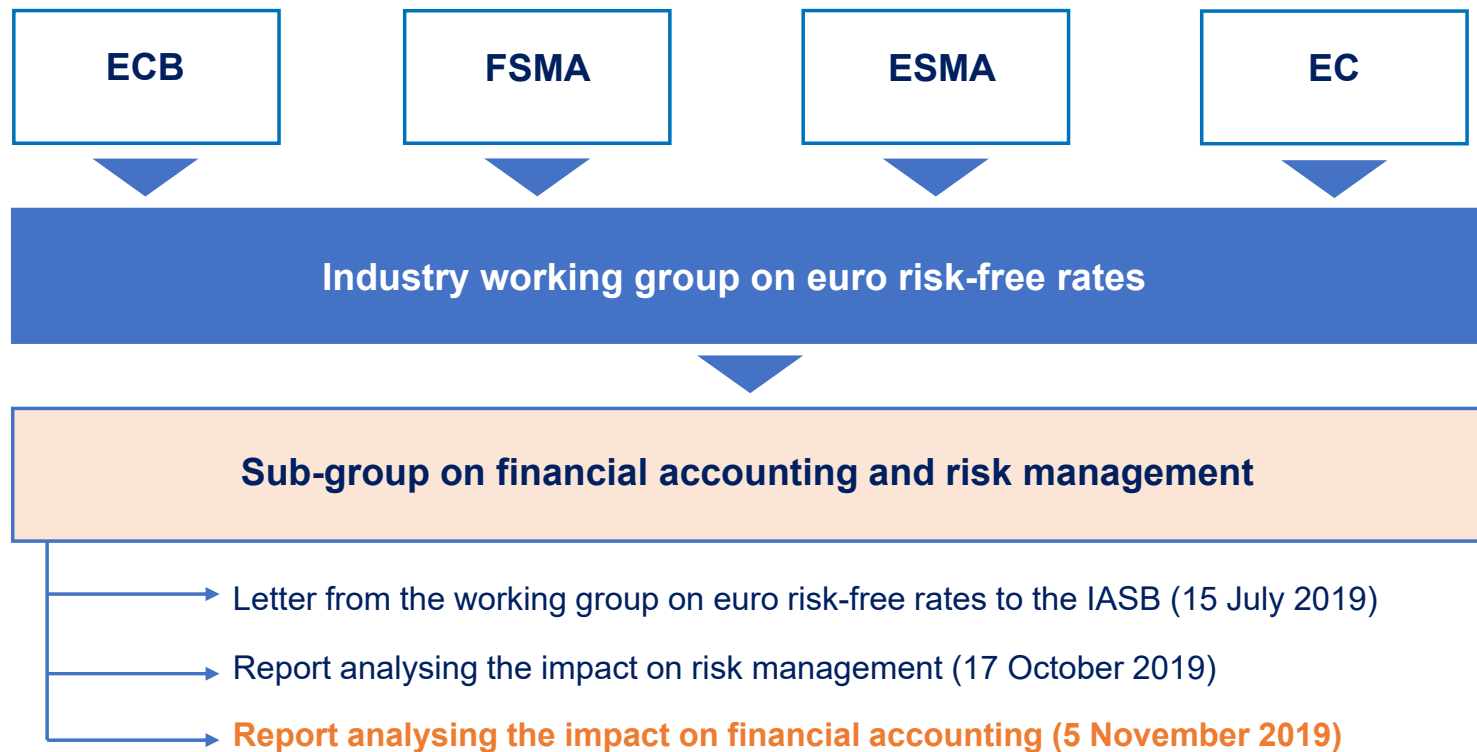 ECB
FSMA
ESMA
EC
Industry working group on euro risk-free rates
Sub-group on financial accounting and risk management
Letter from the working group on euro risk-free rates to the IASB (15 July 2019)
Report analysing the impact on risk management (17 October 2019)
Report analysing the impact on financial accounting (5 November 2019)